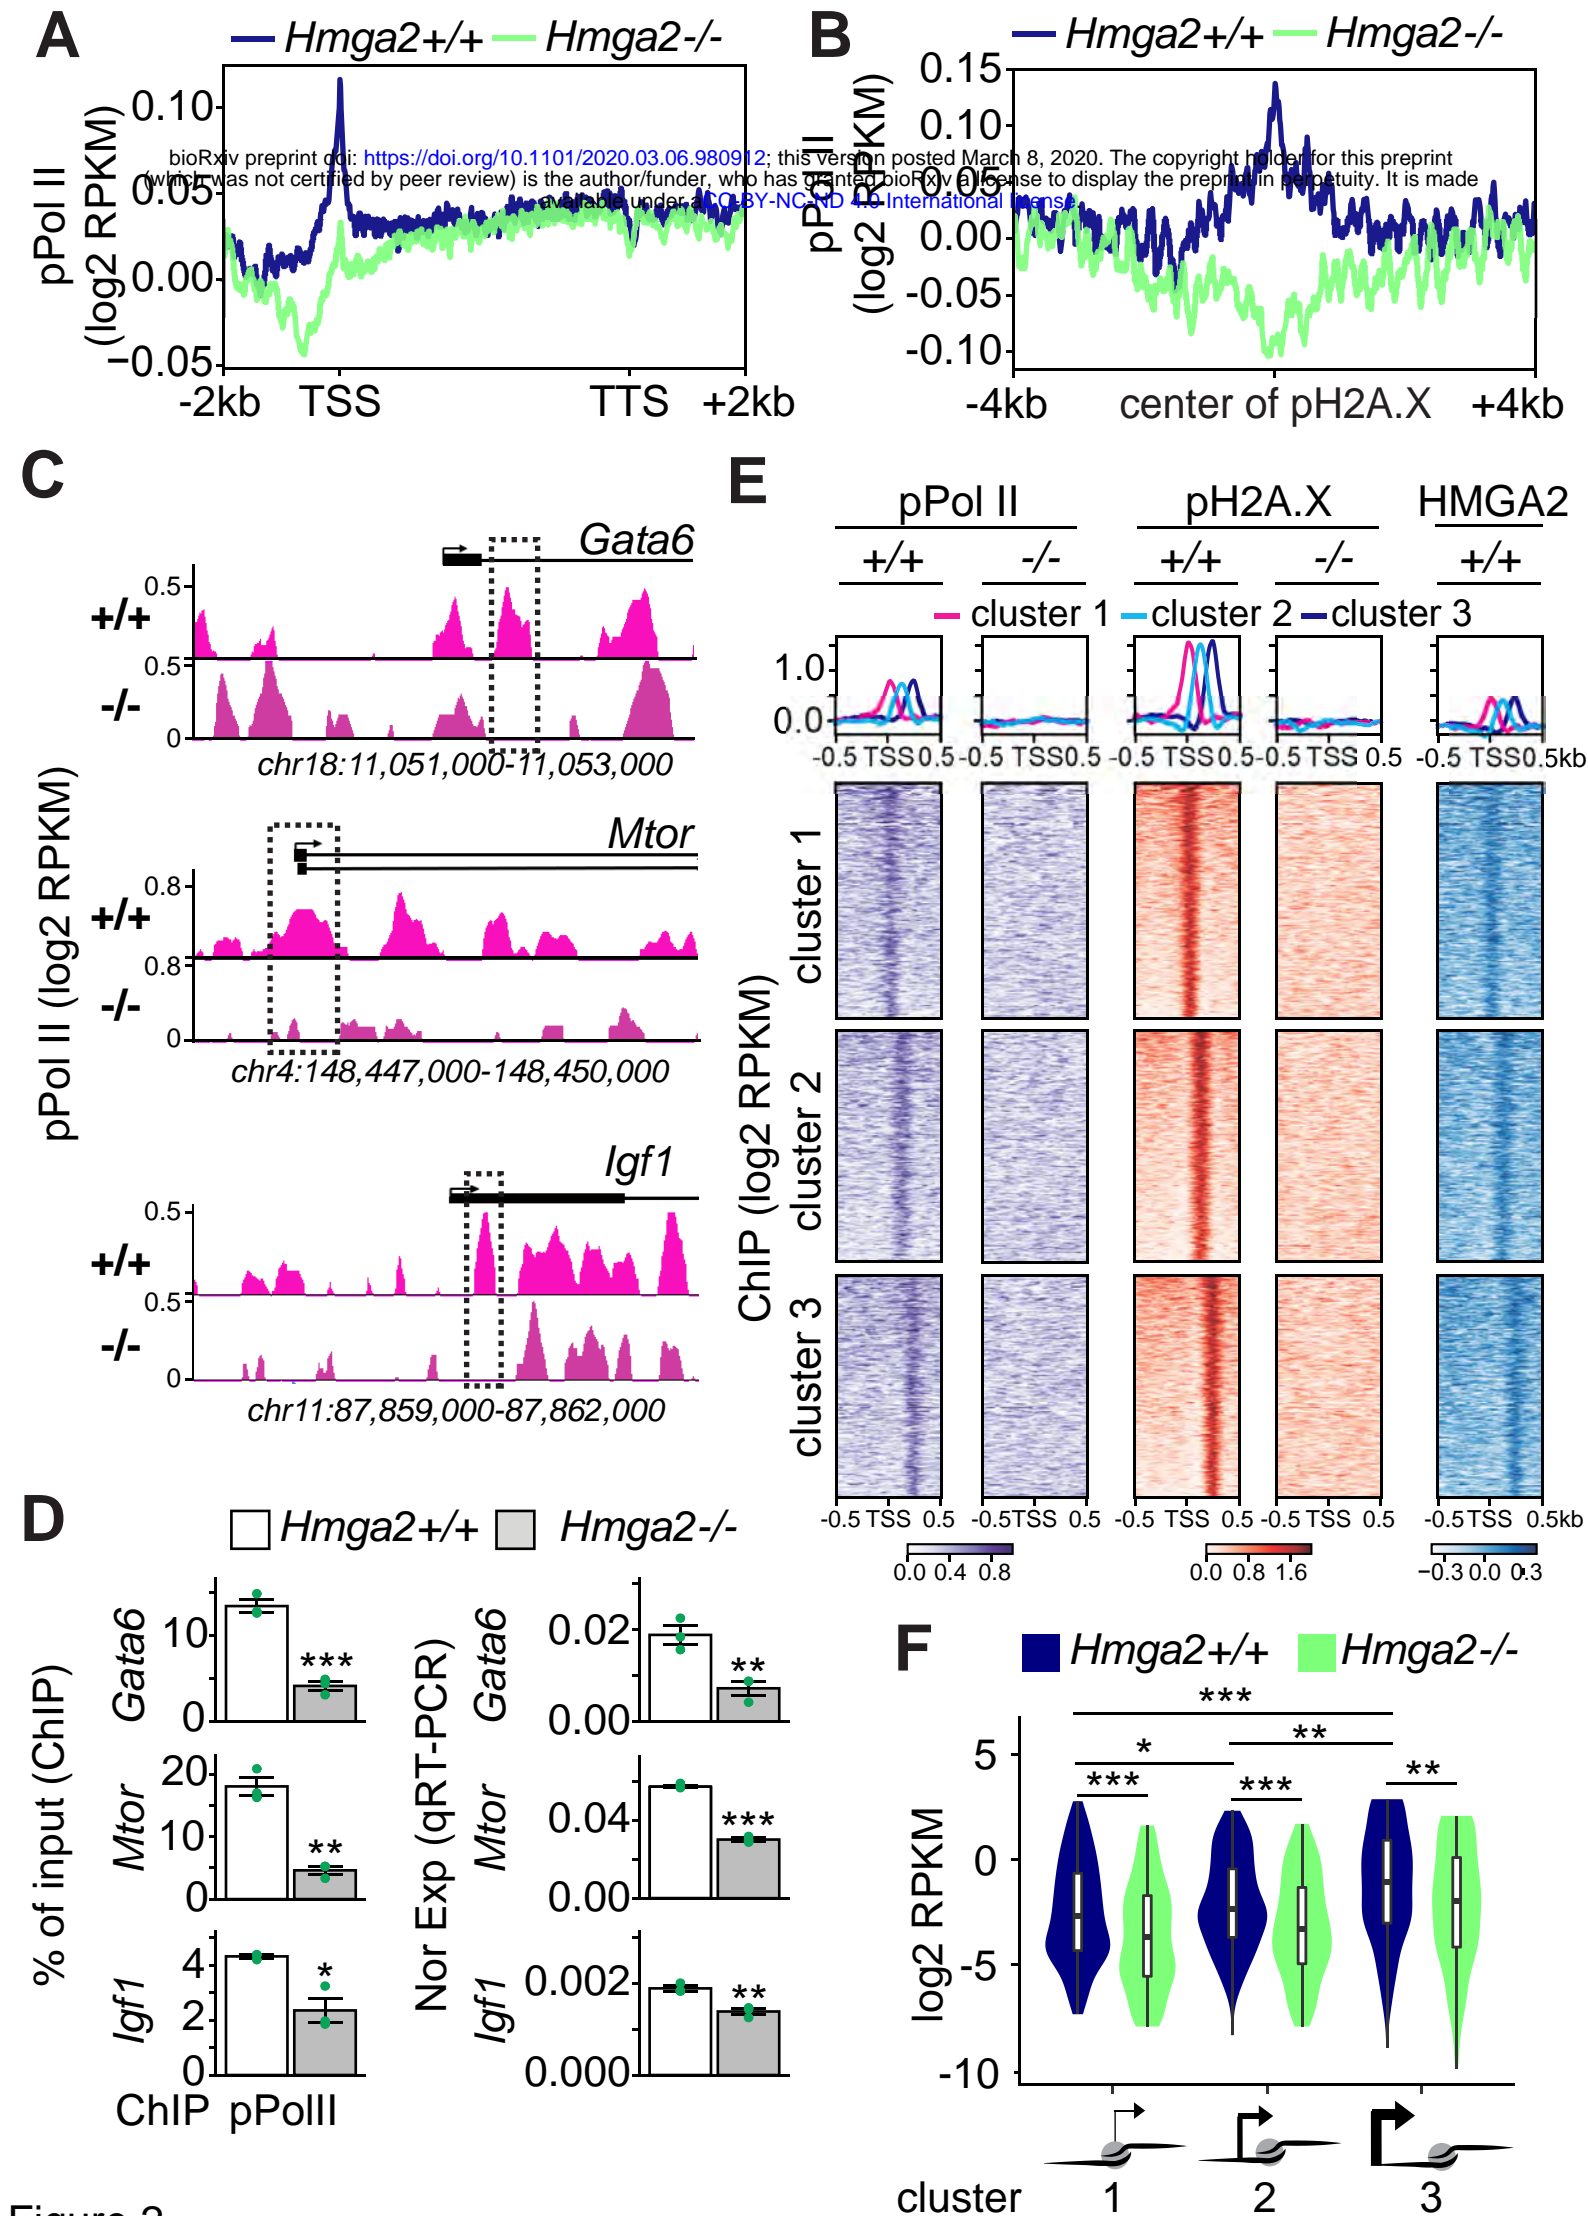 A
Hmga2+/+ Hmga2-/-
pPol II
(log2 RPKM)
0.10
0.05
0.00
−0.05
-2kb TSS TTS +2kb
B
Hmga2+/+ Hmga2-/-
pPol II
(log2 RPKM)
0.15
0.10
0.05
0.00
-0.05
-0.10
-4kb center of pH2A.X +4kb
bioRxiv preprint doi: https://doi.org/10.1101/2020.03.06.980912; this version posted March 8, 2020. The copyright holder for this preprint
(which was not certified by peer review) is the author/funder, who has granted bioRxiv a license to display the preprint in perpetuity. It is made
available under aCC-BY-NC-ND 4.0 International license.
C
pPol II (log2 RPKM)
Gata6
+/+
0.5
-/-
0.5
0
chr18:11,051,000-11,053,000
Mtor
+/+
0.8
-/-
0.8
0
chr4:148,447,000-148,450,000
Igf1
+/+
0.5
-/-
0.5
0
chr11:87,859,000-87,862,000
E
pPol II pH2A.X HMGA2
+/+ -/- +/+ -/- +/+
cluster 1 cluster 2 cluster 3
1.0
0.0
-0.5 TSS 0.5 -0.5 TSS0.5 -0.5 TSS0.5 -0.5 TSS 0.5 -0.5 TSS0.5kb
ChIP (log2 RPKM)
cluster 1
cluster 2
cluster 3
-0.5 TSS 0.5 -0.5TSS 0.5 -0.5 TSS 0.5 -0.5 TSS 0.5 -0.5TSS 0.5kb
0.0 0.4 0.8
0.0 0.8 1.6
−0.3 0.0 0.3
D
Hmga2+/+ Hmga2-/-
% of input (ChIP)
Gata6
10
0
***
Mtor
20
10
0
**
Igf1
4
2
0
*
ChIP pPolII
Nor Exp (qRT-PCR)
Gata6
0.02
0.00
**
Mtor
0.04
0.00
***
Igf1
0.002
0.000
**
F
Hmga2+/+ Hmga2-/-
log2 RPKM
5
0
-5
-10
***
**
*
*** *** **
cluster 1 2 3